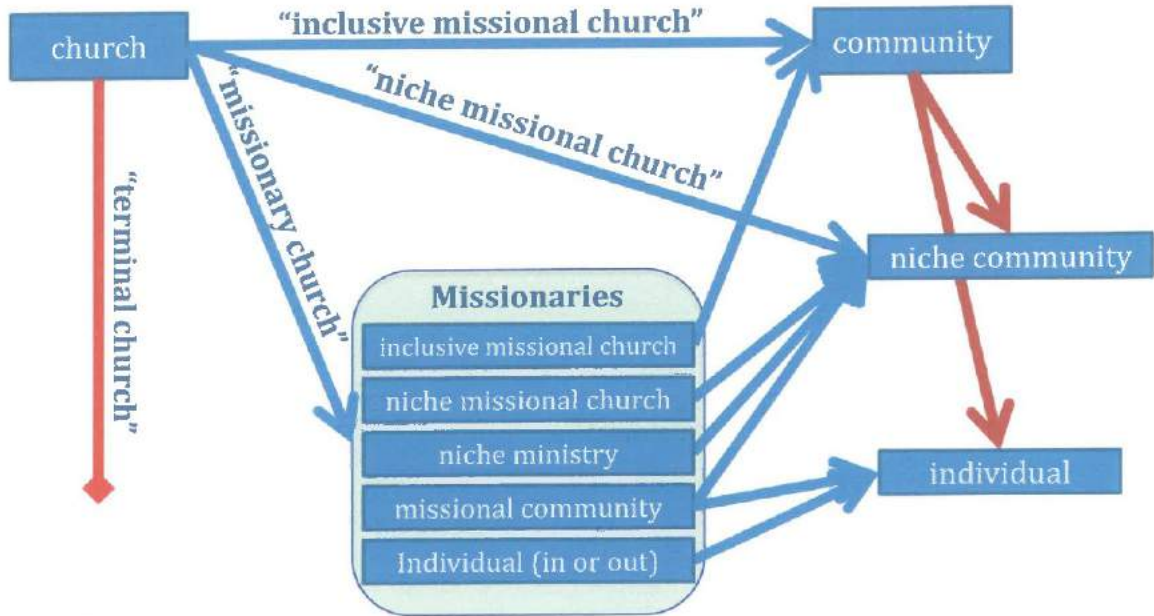 church
“inclusive missional church”
community
“niche missional church”
“missionary church”
“terminal church”
niche community
Missionaries
inclusive missional church
niche missional church
niche ministry
missional community
Individual (in or out)
individual